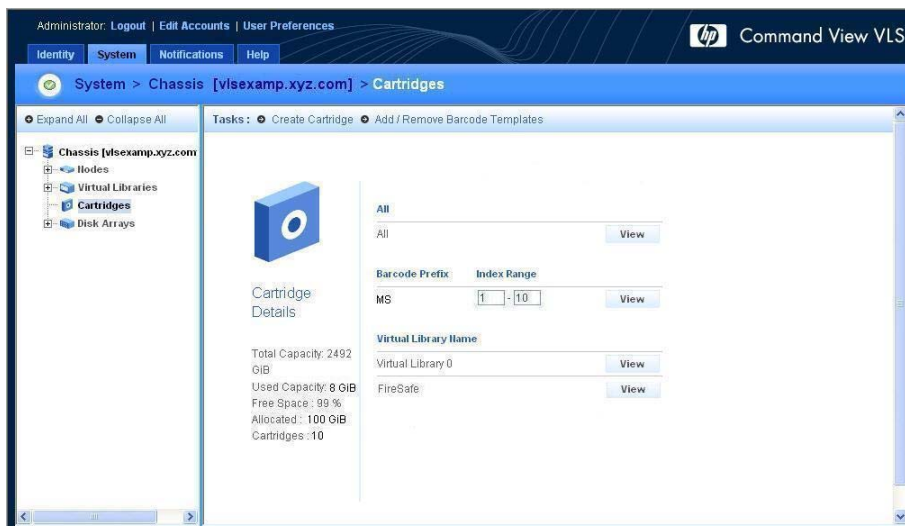 Administrator: Logout | Edit Accounts | User Preferences
hp Command View VLS
Identity System Notifications Help
System > Chassis [vlsexamp.xyz.com] > Cartridges
Expand All Collapse All
Tasks: Create Cartridge Add / Remove Barcode Templates
Chassis [vlsexamp.xyz.com
Nodes
Virtual Libraries
Cartridges
Disk Arrays
All
All View
Barcode Prefix Index Range
MS 1 - 10 View
Virtual Library Name
Virtual Library 0 View
FireSafe View
Cartridge
Details
Total Capacity: 2492
GiB
Used Capacity: 8 GiB
Free Space : 99 %
Allocated : 100 GiB
Cartridges : 10